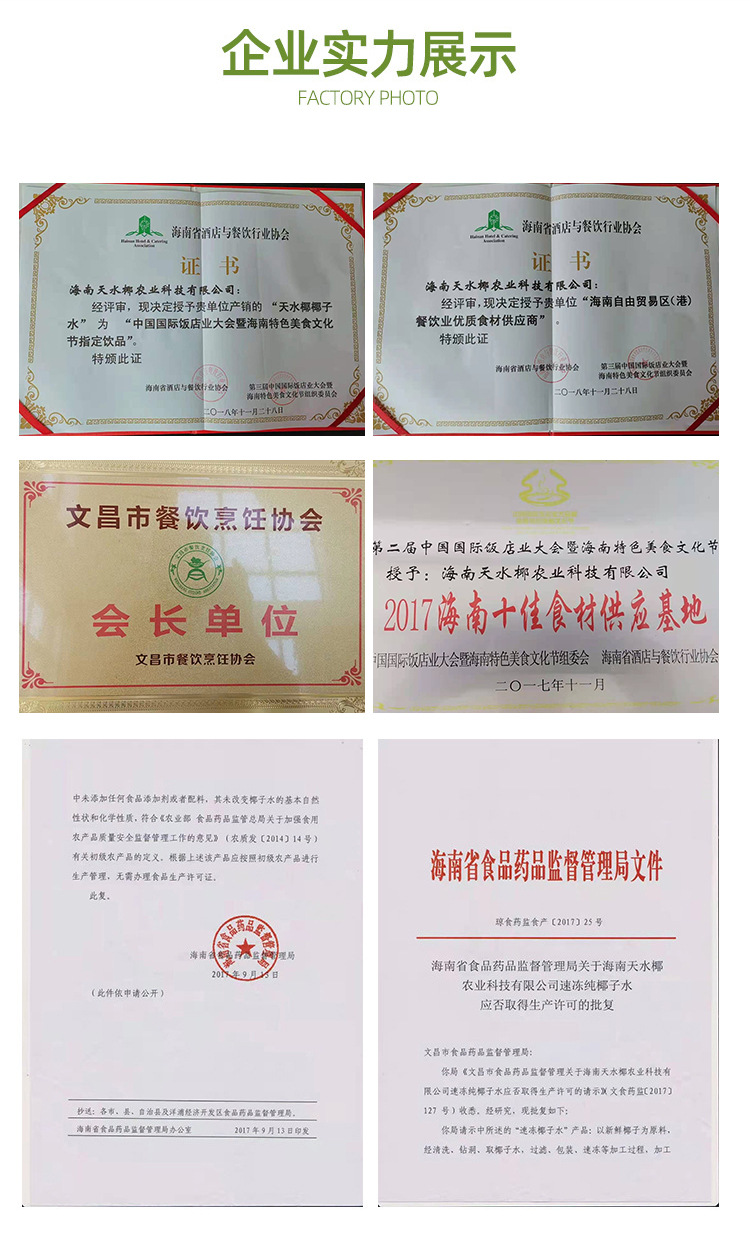 企业实力展示
FACTORY PHOTO
海南省酒店与餐饮行业协会
Hainan Hotel & Catering
Association
证 书
海南天水椰农业科技有限公司：
经评审，现决定授予贵单位产销的 “天水椰椰子
水” 为 “中国国际饭店业大会暨海南特色美食文化
节指定饮品”。
特颁此证
海南省酒店与餐饮行业协会
第三届中国国际饭店业大会暨
海南特色美食文化节组织委员会
二〇一八年十一月二十八日
海南省酒店与餐饮行业协会
Hainan Hotel & Catering
Association
证 书
海南天水椰农业科技有限公司：
经评审，现决定授予贵单位 “海南自由贸易区(港)
餐饮业优质食材供应商” 。
特颁此证
海南省酒店与餐饮行业协会
第三届中国国际饭店业大会暨
海南特色美食文化节组织委员会
二〇一八年十一月二十八日
文昌市餐饮烹饪协会
会长单位
文昌市餐饮烹饪协会
第二届中国国际饭店业大会暨海南特色美食文化节
授予：海南天水椰农业科技有限公司
2017海南十佳食材供应基地
中国国际饭店业大会暨海南特色美食文化节组委会 海南省酒店与餐饮行业协会
二〇一七年十一月
中未添加任何食品添加剂或者配料，其未改变椰子水的基本自然
性状和化学性质，符合《农业部 食品药品监管总局关于加强食用
农产品质量安全监督管理工作的意见》（农质发〔2014〕14号）
有关初级农产品的定义。根据上述该产品应按照初级农产品进行
生产管理，无需办理食品生产许可证。
此复。
海南省食品药品监督管理局
2017年9月13日
（此件依申请公开）
抄送：各市、县、自治县及洋浦经济开发区食品药品监督管理局。
海南省食品药品监督管理局办公室 2017年9月13日印发
海南省食品药品监督管理局文件
琼食药监食产〔2017〕25号
海南省食品药品监督管理局关于海南天水椰
农业科技有限公司速冻纯椰子水
应否取得生产许可的批复
文昌市食品药品监督管理局：
你局《文昌市食品药品监督管理关于海南天水椰农业科技有
限公司速冻纯椰子水应否取得生产许可的请示》（文食药监〔2017〕
127号）收悉。经研究，现批复如下：
你局请示中所述的“速冻椰子水”产品：以新鲜椰子为原料，
经清洗、钻洞、取椰子水，过滤、包装、速冻等加工过程，加工